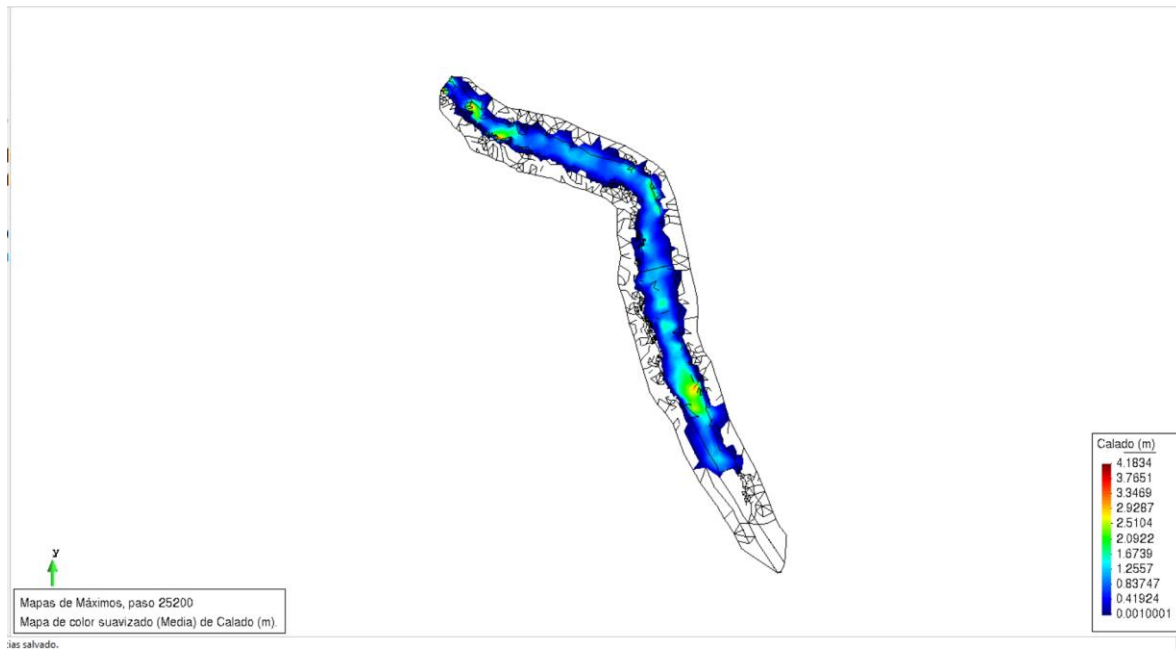 y
Calado (m)
4.1834
3.7651
3.3469
2.9287
2.5104
2.0922
1.6739
1.2557
0.83747
0.41924
0.0010001
Mapas de Máximos, paso 25200
Mapa de color suavizado (Media) de Calado (m).
salvado.